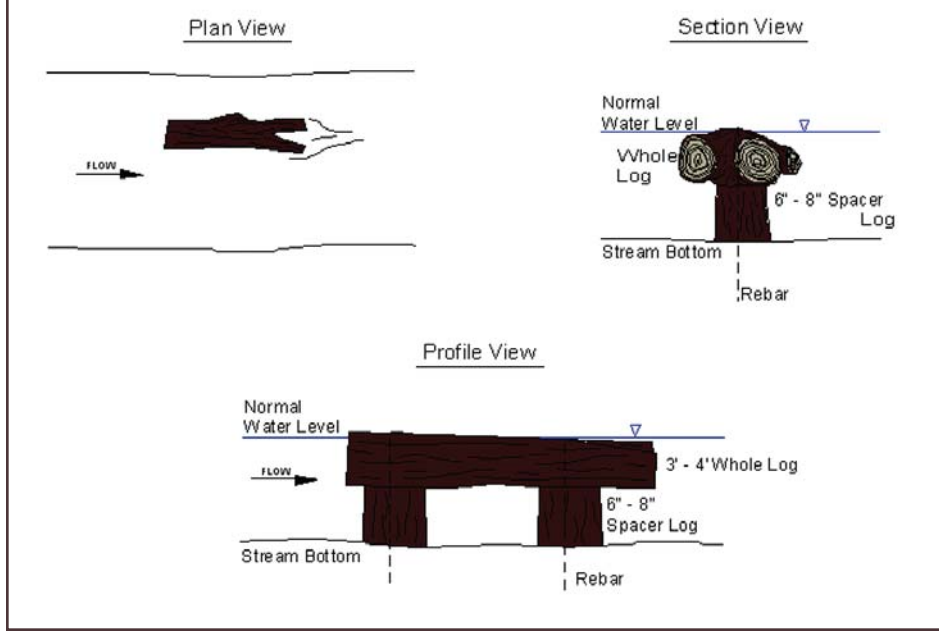 Plan View
FLOW
Section View
Normal
Water Level
Whole
Log
6" - 8" Spacer
Log
Stream Bottom
Rebar
Profile View
Normal
Water Level
FLOW
3' - 4' Whole Log
6" - 8"
Spacer Log
Stream Bottom
Rebar